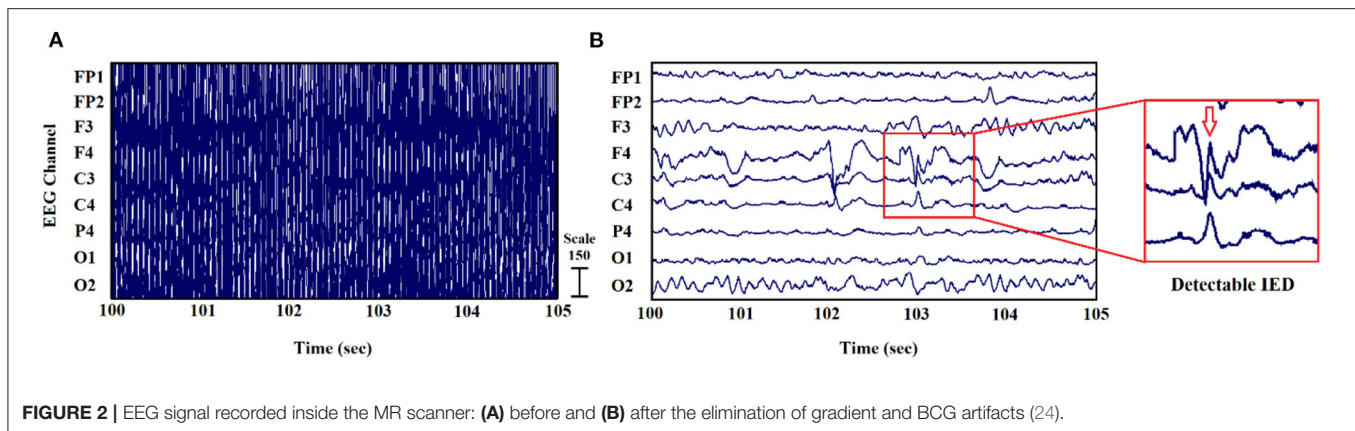 A
EEG Channel
FP1
FP2
F3
F4
C3
C4
P4
O1
O2
100 101 102 103 104 105
Time (sec)
Scale
150
B
FP1
FP2
F3
F4
C3
C4
P4
O1
O2
100 101 102 103 104 105
Time (sec)
Detectable IED
FIGURE 2 | EEG signal recorded inside the MR scanner: (A) before and (B) after the elimination of gradient and BCG artifacts (24).